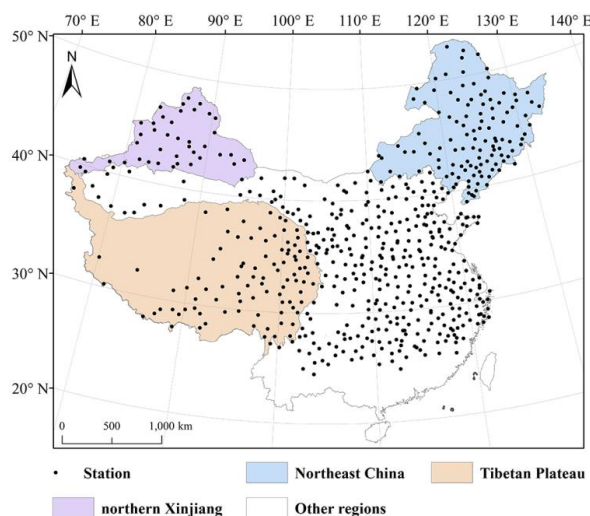 70° E 80° E 90° E 100° E 110° E 120° E 130° E 140° E
50° N
N
40° N
30° N
20° N
0 500 1,000 km
Station Northeast China Tibetan Plateau
northern Xinjiang Other regions